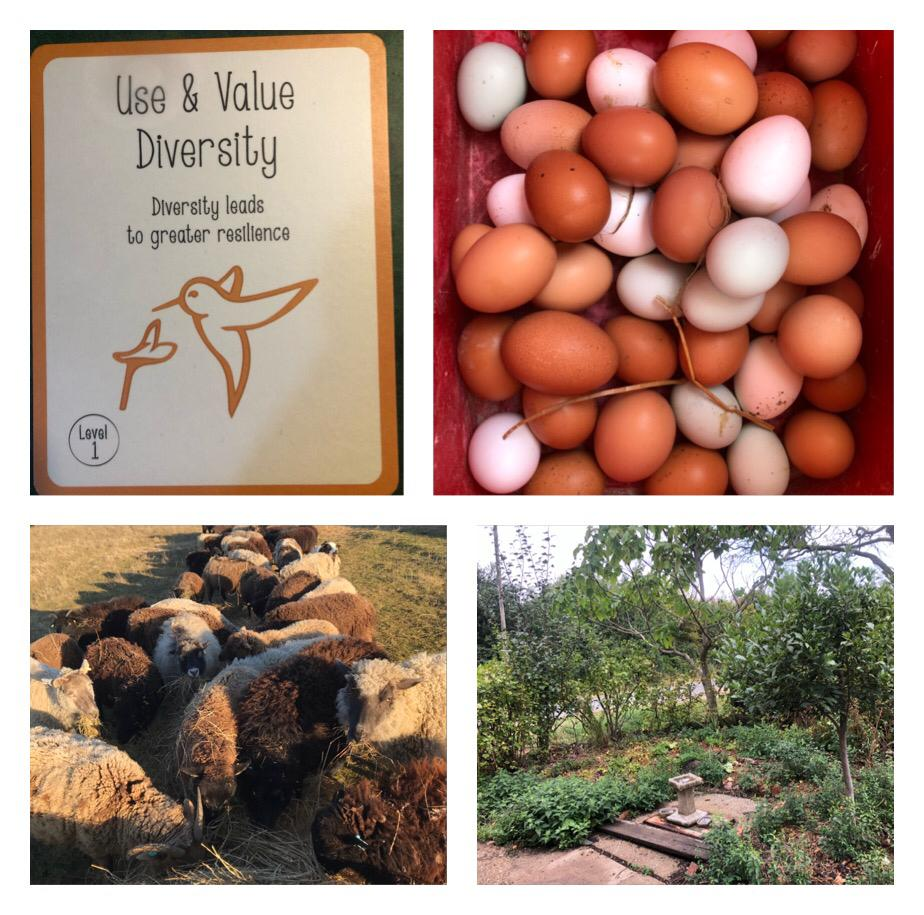 Use & Value
Diversity
Diversity leads
to greater resilience
Level
1